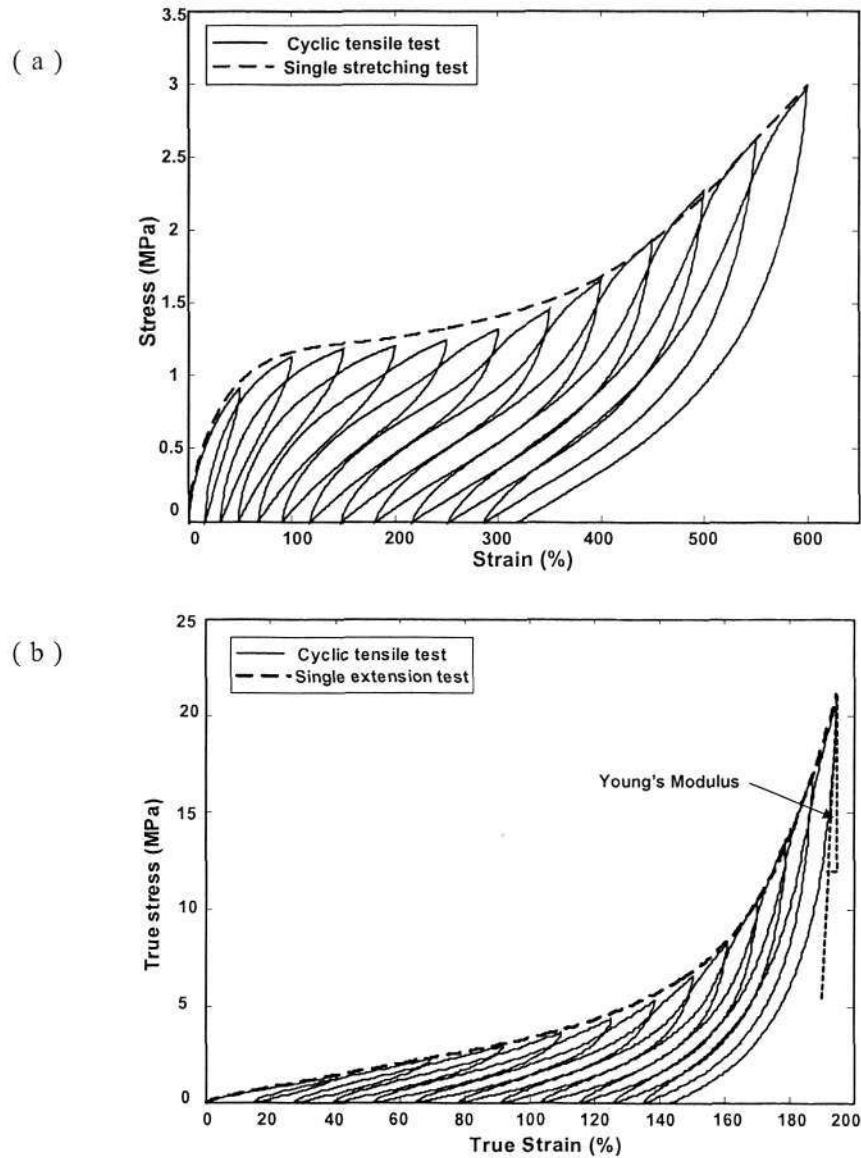 ( a )
3.5
3
2.5
2
1.5
1
0.5
0
Stress (MPa)
Cyclic tensile test
Single stretching test
0 100 200 300 400 500 600
Strain (%)
( b )
25
20
15
10
5
0
True stress (MPa)
Cyclic tensile test
Single extension test
Young's Modulus
0 20 40 60 80 100 120 140 160 180 200
True Strain (%)